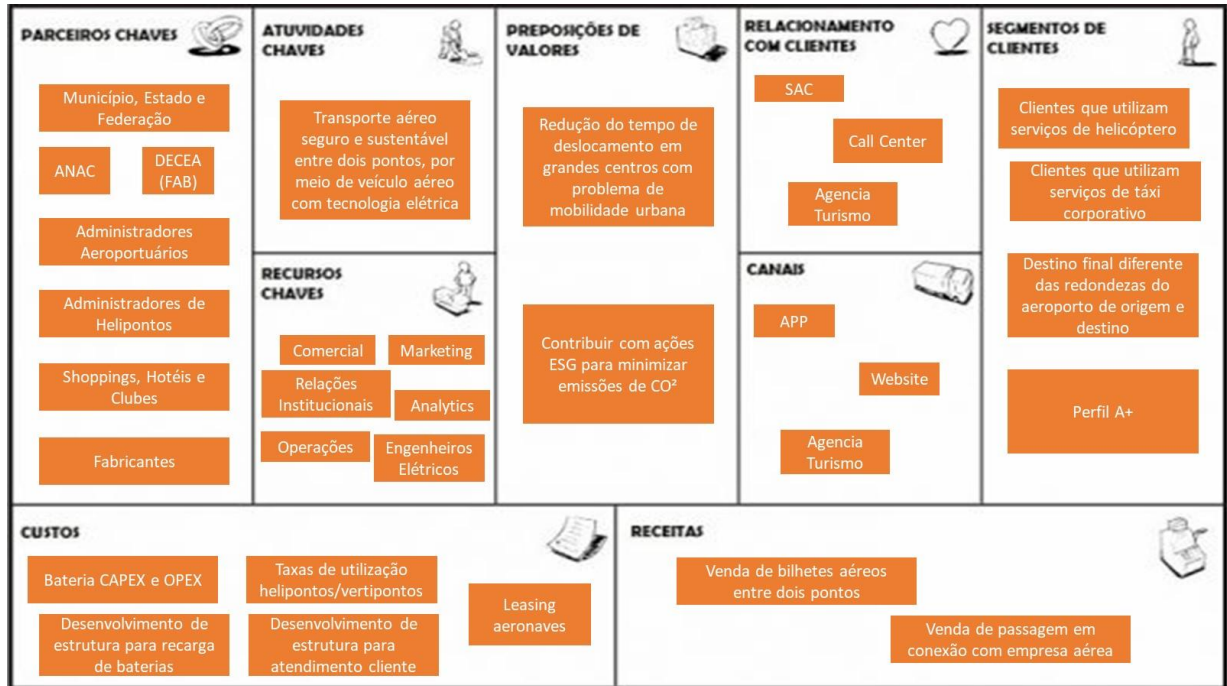 PARCEIROS CHAVES
Município, Estado e
Federação
ANAC
DECEA
(FAB)
Administradores
Aeroportuários
Administradores de
Helipontos
Shoppings, Hotéis e
Clubes
Fabricantes
ATUVIDADES
CHAVES
Transporte aéreo
seguro e sustentável
entre dois pontos, por
meio de veículo aéreo
com tecnologia elétrica
RECURSOS
CHAVES
Comercial
Marketing
Relações
Institucionais
Analytics
Operações
Engenheiros
Elétricos
PREPOSIÇÕES DE
VALORES
Redução do tempo de
deslocamento em
grandes centros com
problema de
mobilidade urbana
Contribuir com ações
ESG para minimizar
emissões de CO²
RELACIONAMENTO
COM CLIENTES
SAC
Call Center
Agencia
Turismo
CANAIS
APP
Website
Agencia
Turismo
SEGMENTOS DE
CLIENTES
Clientes que utilizam
serviços de helicóptero
Clientes que utilizam
serviços de táxi
corporativo
Destino final diferente
das redondezas do
aeroporto de origem e
destino
Perfil A+
CUSTOS
Bateria CAPEX e OPEX
Taxas de utilização
helipontos/vertipontos
Leasing
aeronaves
Desenvolvimento de
estrutura para recarga
de baterias
Desenvolvimento de
estrutura para
atendimento cliente
RECEITAS
Venda de bilhetes aéreos
entre dois pontos
Venda de passagem em
conexão com empresa aérea